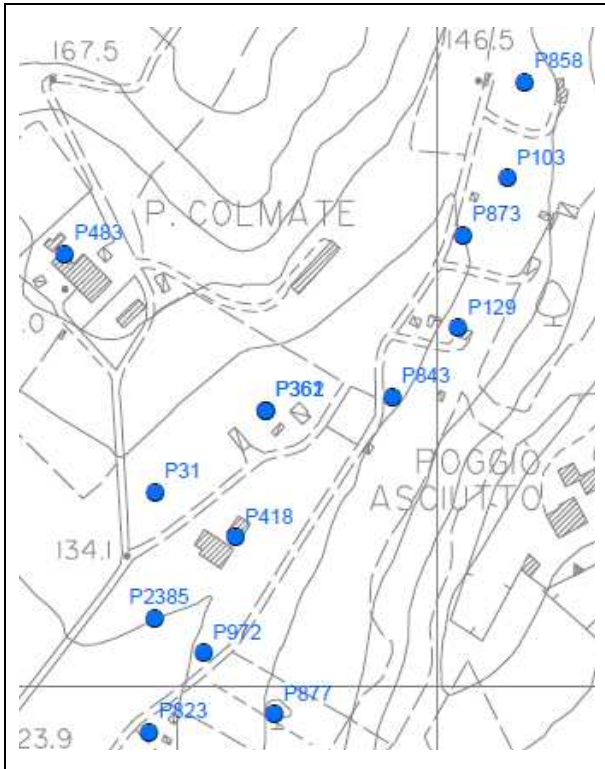 167.5
146.5
P858
P103
P. COLMATE
P483
P873
.0
P129
P843
POGGIO
ASCIUTTO
P31
P418
134.1
P2385
P972
P877
P823
23.9